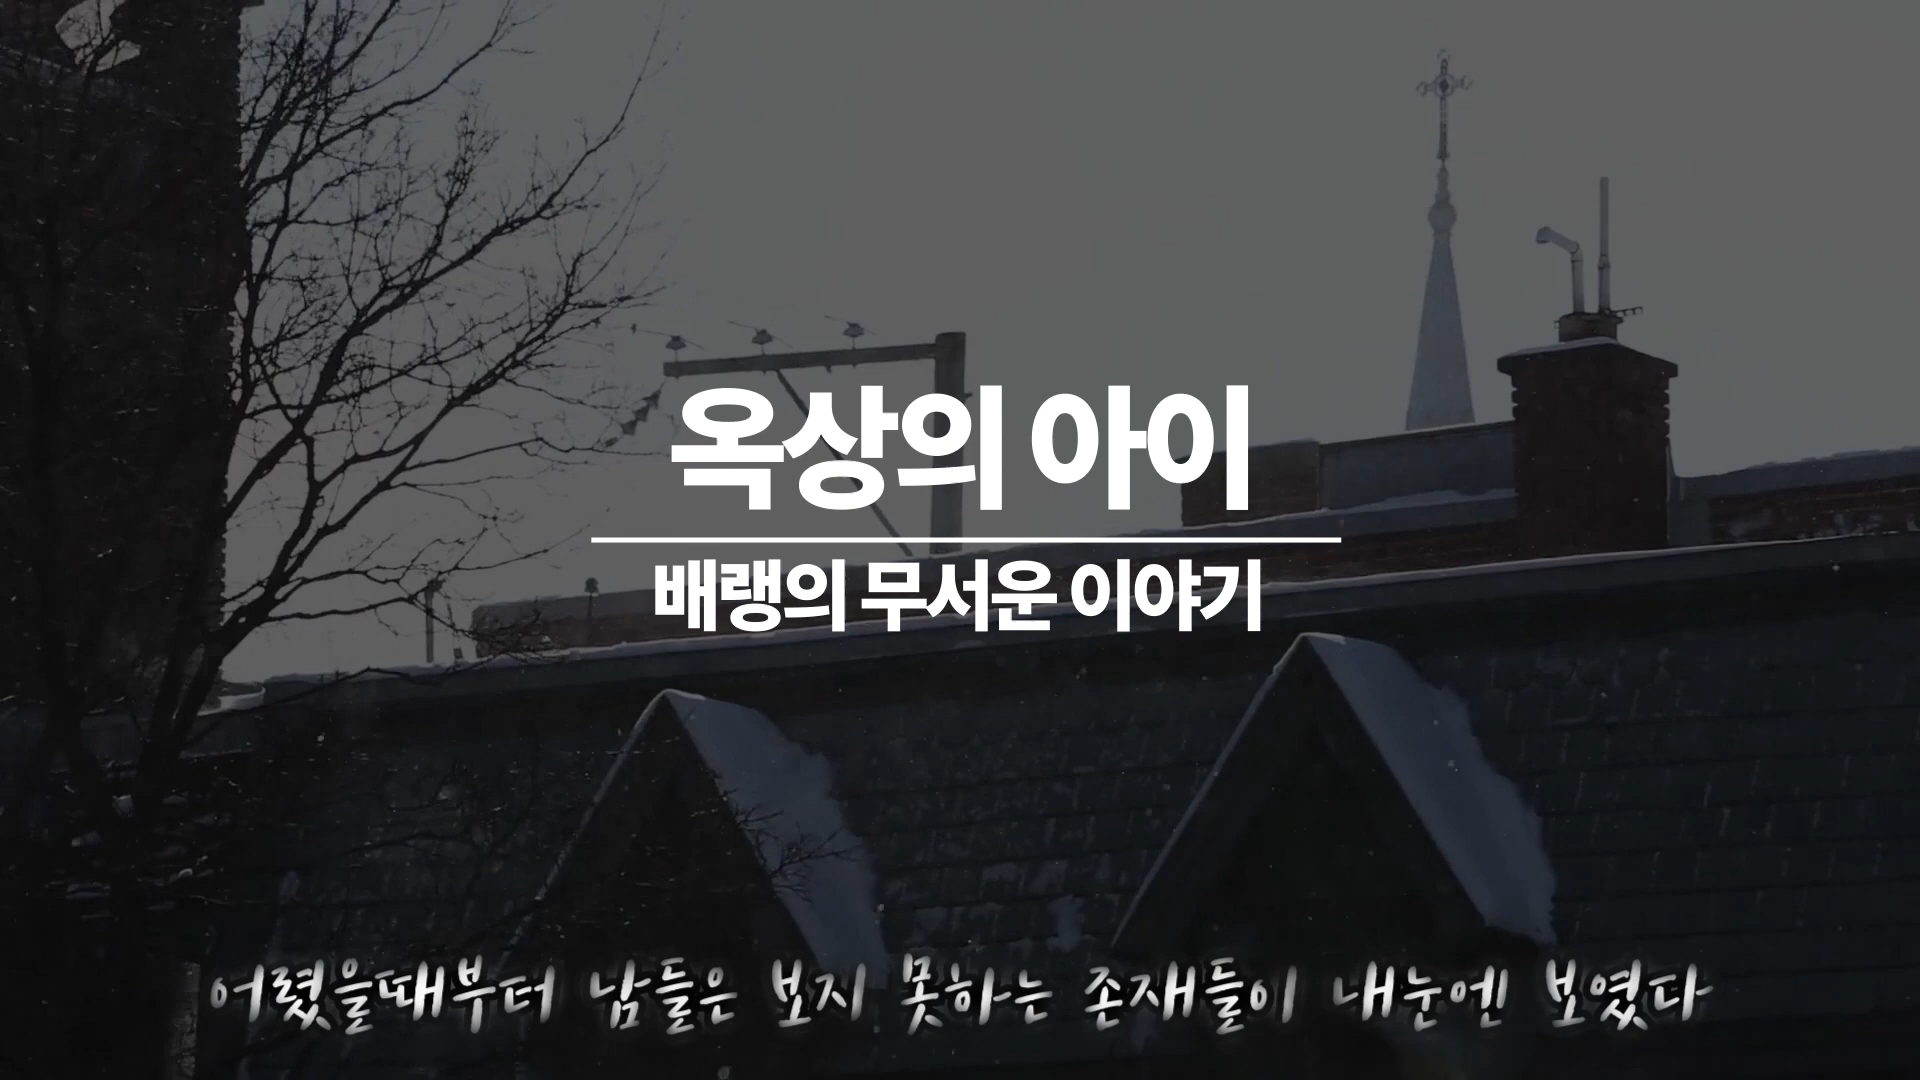 옥상의 아이
배랭의 무서운 이야기
어렸을때부터 남들은 보지 못하는 존재들이 내눈엔 보였다